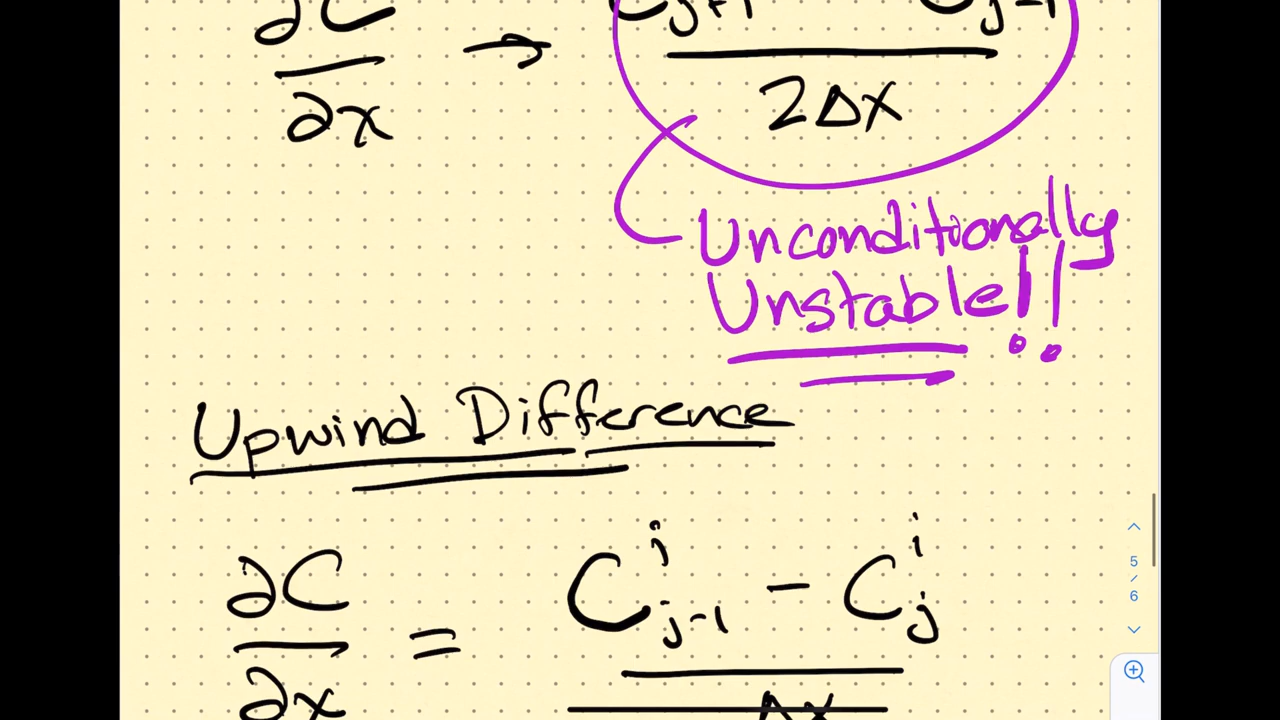 ∂C/∂x → (C_{j+1} - C_{j-1})/(2Δx)
Unconditionally
Unstable!!
Upwind Difference
∂C/∂x = (C^i_{j-1} - C^i_j)/Δx
5
/
6